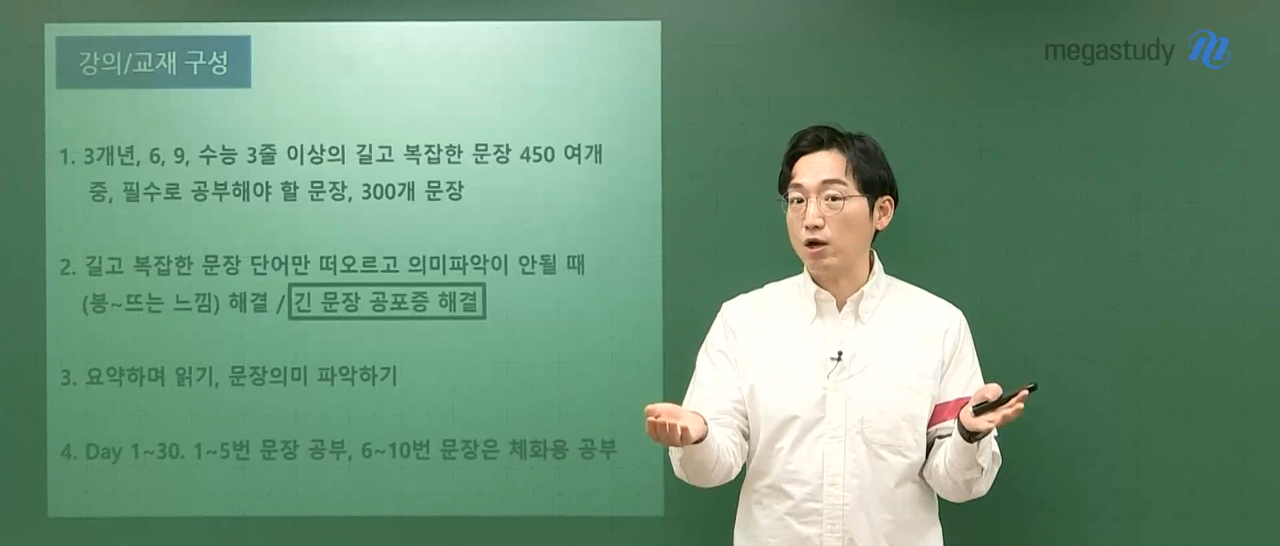 강의/교재 구성
megastudy
1. 3개년, 6, 9, 수능 3줄 이상의 길고 복잡한 문장 450 여개
중, 필수로 공부해야 할 문장, 300개 문장
2. 길고 복잡한 문장 단어만 떠오르고 의미파악이 안될 때
(붕~뜨는 느낌) 해결 / 긴 문장 공포증 해결
3. 요약하며 읽기, 문장의미 파악하기
4. Day 1~30. 1~5번 문장 공부, 6~10번 문장은 체화용 공부